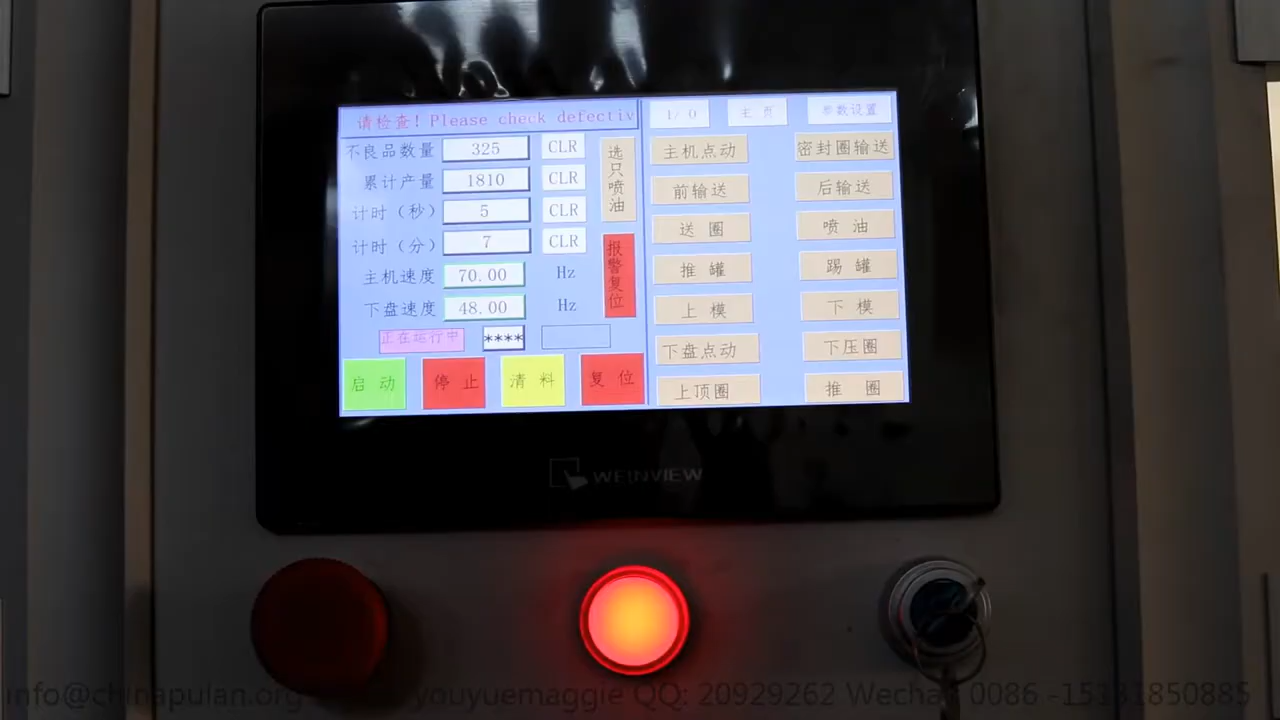 请检查! Please check defectiv
I/ O 主 页 参数设置
不良品数量 325 CLR
选只喷油
主机点动 密封圈输送
累计产量 1810 CLR
前输送 后输送
计时（秒） 5 CLR
送 圈 喷 油
计时（分） 7 CLR
报警复位
主机速度 70.00 Hz
推 罐 踢 罐
下盘速度 48.00 Hz
上 模 下 模
正在运行中 ****
下盘点动 下压圈
启 动 停 止 清 料 复 位
上顶圈 推 圈
WEINVIEW
info@chinapulan.org youyuemaggie QQ: 20929262 Wechat 0086 -15131850885